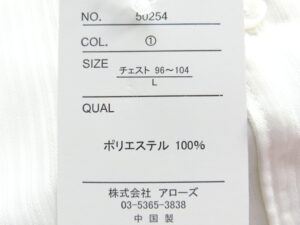 NO. 50254
COL. ①
SIZE チェスト 96～104
L
QUAL
ポリエステル 100%
株式会社 アローズ
03-5365-3838
中国製